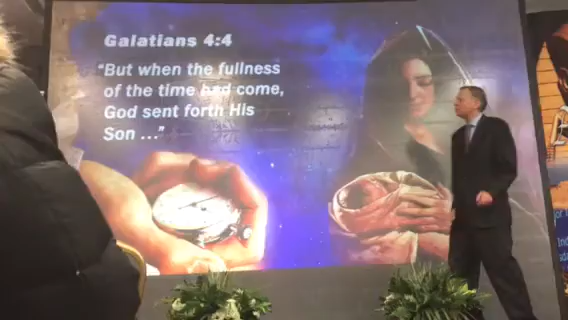 Galatians 4:4
"But when the fullness
of the time had come,
God sent forth His
Son ..."